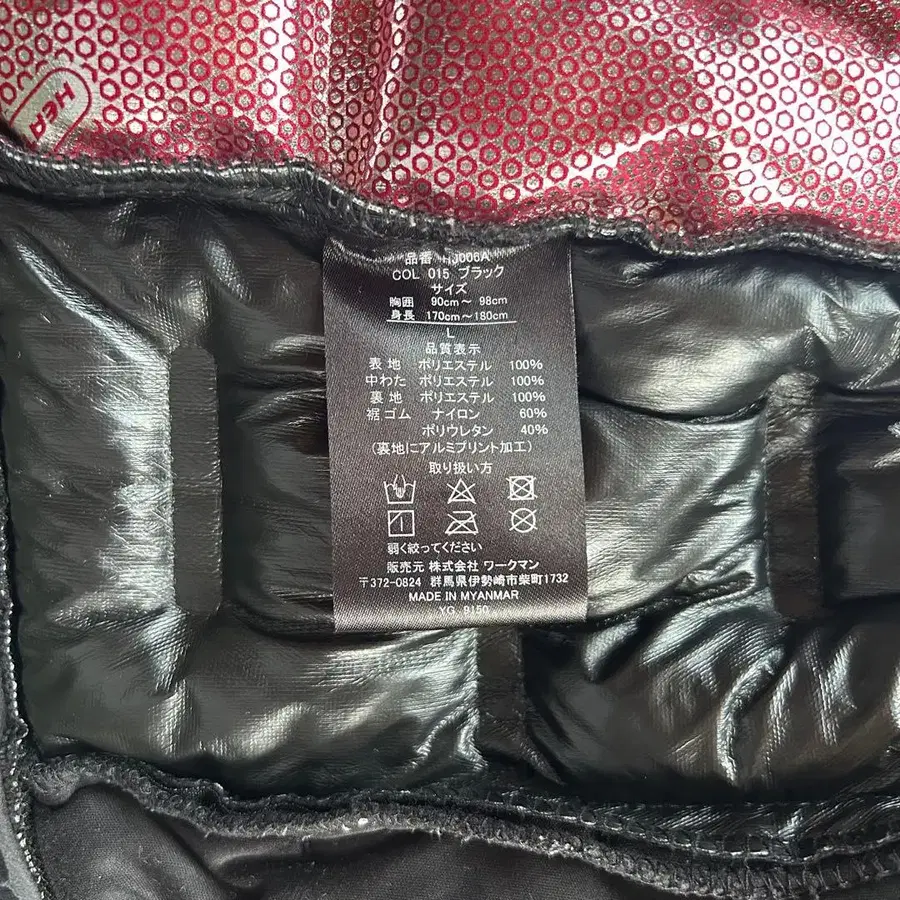 HEA
品番 HJ006A
COL 015 ブラック
サイズ
胸囲 90cm～ 98cm
身長 170cm～180cm
L
品質表示
表地 ポリエステル 100%
中わた ポリエステル 100%
裏地 ポリエステル 100%
裾ゴム ナイロン 60%
ポリウレタン 40%
(裏地にアルミプリント加工)
取り扱い方
弱く絞ってください
販売元 株式会社 ワークマン
〒372-0824 群馬県伊勢崎市柴町1732
MADE IN MYANMAR
YG 8150